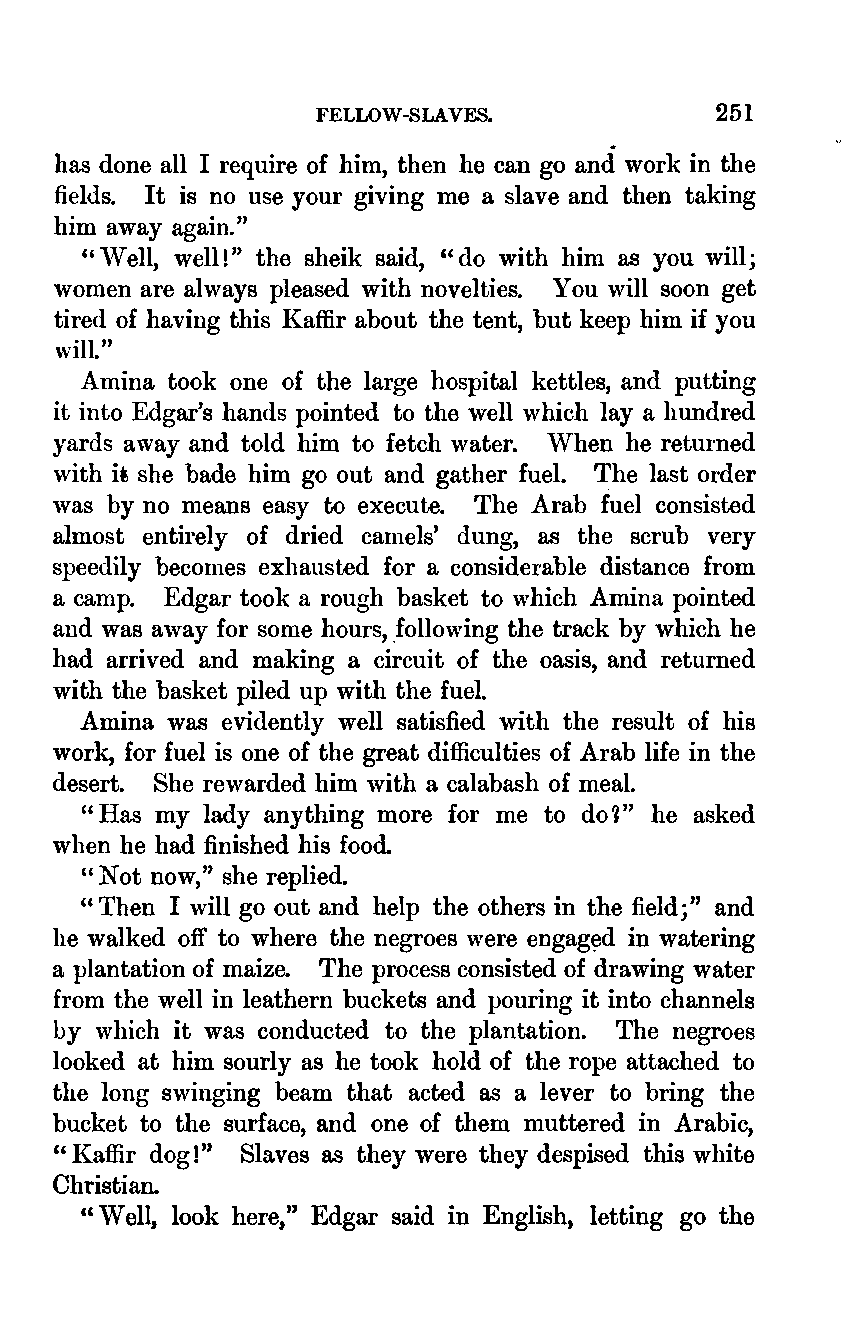 FELLOW-SLAVES. 251
has done all I require of him, then he can go and work in the
fields. It is no use your giving me a slave and then taking
him away again."
"Well, well!" the sheik said, "do with him as you will;
women are always pleased with novelties. You will soon get
tired of having this Kaffir about the tent, but keep him if you
will."
Amina took one of the large hospital kettles, and putting
it into Edgar's hands pointed to the well which lay a hundred
yards away and told him to fetch water. When he returned
with it she bade him go out and gather fuel. The last order
was by no means easy to execute. The Arab fuel consisted
almost entirely of dried camels' dung, as the scrub very
speedily becomes exhausted for a considerable distance from
a camp. Edgar took a rough basket to which Amina pointed
and was away for some hours, following the track by which he
had arrived and making a circuit of the oasis, and returned
with the basket piled up with the fuel.
Amina was evidently well satisfied with the result of his
work, for fuel is one of the great difficulties of Arab life in the
desert. She rewarded him with a calabash of meal.
"Has my lady anything more for me to do?" he asked
when he had finished his food.
"Not now," she replied.
"Then I will go out and help the others in the field;" and
he walked off to where the negroes were engaged in watering
a plantation of maize. The process consisted of drawing water
from the well in leathern buckets and pouring it into channels
by which it was conducted to the plantation. The negroes
looked at him sourly as he took hold of the rope attached to
the long swinging beam that acted as a lever to bring the
bucket to the surface, and one of them muttered in Arabic,
"Kaffir dog!" Slaves as they were they despised this white
Christian.
"Well, look here," Edgar said in English, letting go the